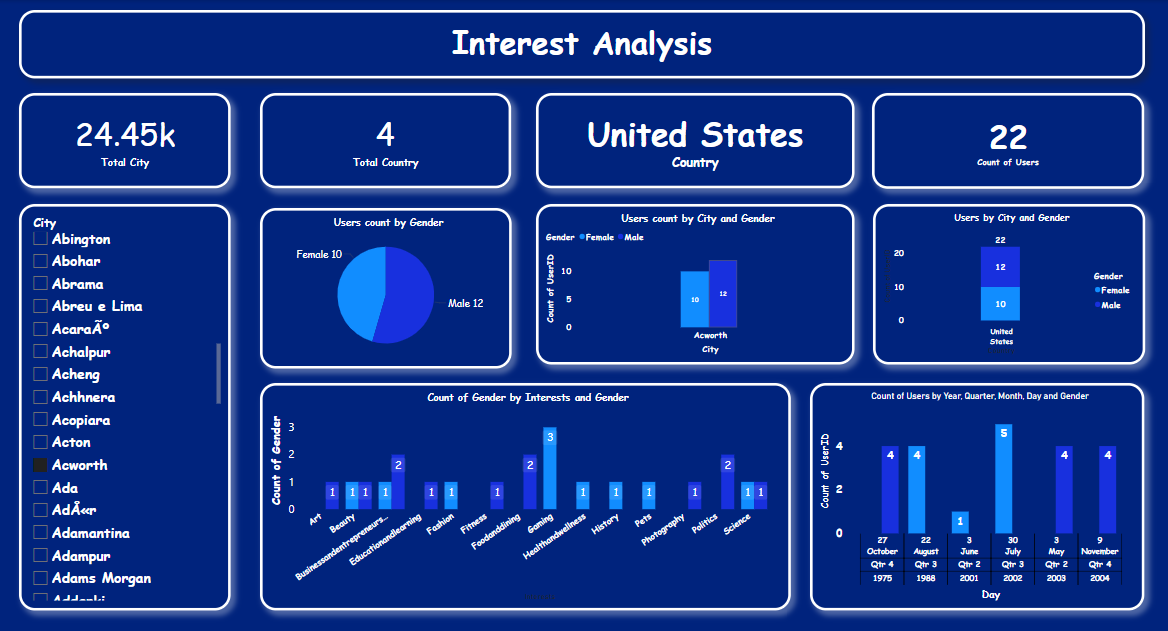 Interest Analysis
24.45k
Total City
4
Total Country
United States
Country
22
Count of Users
City
Abington
Abohar
Abrama
Abreu e Lima
AcaraÃº
Achalpur
Acheng
Achhnera
Acopiara
Acton
Acworth
Ada
AdÅ«r
Adamantina
Adampur
Adams Morgan
Users count by Gender
Female 10
Male 12
Users count by City and Gender
Gender Female Male
Count of UserID
10
5
0
10
12
Acworth
City
Users by City and Gender
20
10
0
22
12
10
United
States
Gender
Female
Male
Count of Gender by Interests and Gender
Count of Gender
3
2
1
0
1 1 1 1 2 1 1 1 2 3 1 1 1 1 2 1 1
Art
Beauty
Businessandentrepreneurs...
Educationandlearning
Fashion
Fitness
Foodanddining
Gaming
Healthandwellness
History
Pets
Photography
Politics
Science
Count of Users by Year, Quarter, Month, Day and Gender
Count of UserID
4
2
0
4 4 1 5 4 4
27 22 3 30 3 9
October August June July May November
Qtr 4 Qtr 3 Qtr 2 Qtr 3 Qtr 2 Qtr 4
1975 1988 2001 2002 2003 2004
Day